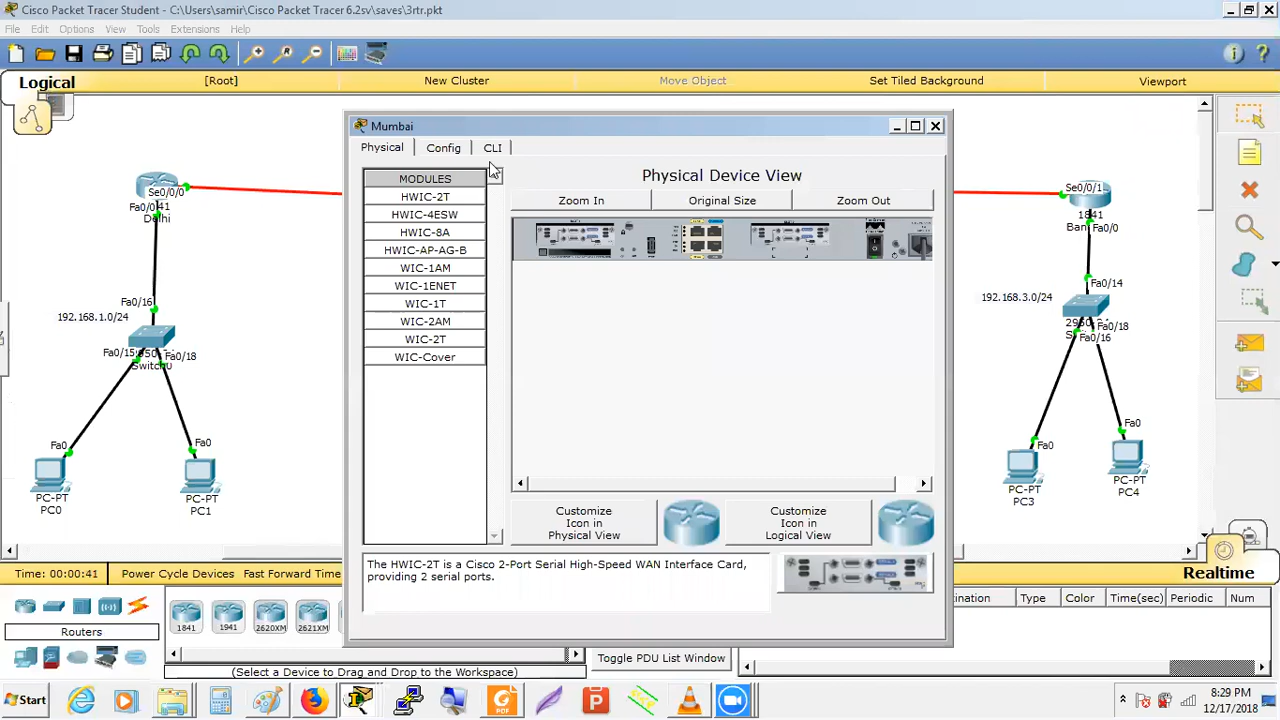 Cisco Packet Tracer Student - C:\Users\samir\Cisco Packet Tracer 6.2sv\saves\3rtr.pkt
File Edit Options View Tools Extensions Help
Logical [Root] New Cluster Move Object Set Tiled Background Viewport
Mumbai
Physical Config CLI
MODULES
HWIC-2T
HWIC-4ESW
HWIC-8A
HWIC-AP-AG-B
WIC-1AM
WIC-1ENET
WIC-1T
WIC-2AM
WIC-2T
WIC-Cover
Physical Device View
Zoom In Original Size Zoom Out
Customize
Icon in
Physical View
Customize
Icon in
Logical View
The HWIC-2T is a Cisco 2-Port Serial High-Speed WAN Interface Card,
providing 2 serial ports.
Se0/0/0
Fa0/0
41
Delhi
Fa0/16
192.168.1.0/24
Fa0/15
Fa0/18
Fa0
Fa0
PC-PT
PC0
PC-PT
PC1
Se0/0/1
1841
Ban
Fa0/0
Fa0/14
192.168.3.0/24
Fa0/18
Fa0/16
Fa0
Fa0
PC-PT
PC3
PC-PT
PC4
Time: 00:00:41 Power Cycle Devices Fast Forward Time
Realtime
Routers
1841 1941 2620XM 2621XM
(Select a Device to Drag and Drop to the Workspace)
Toggle PDU List Window
tination Type Color Time(sec) Periodic Num
Start
PDF
8:29 PM
12/17/2018